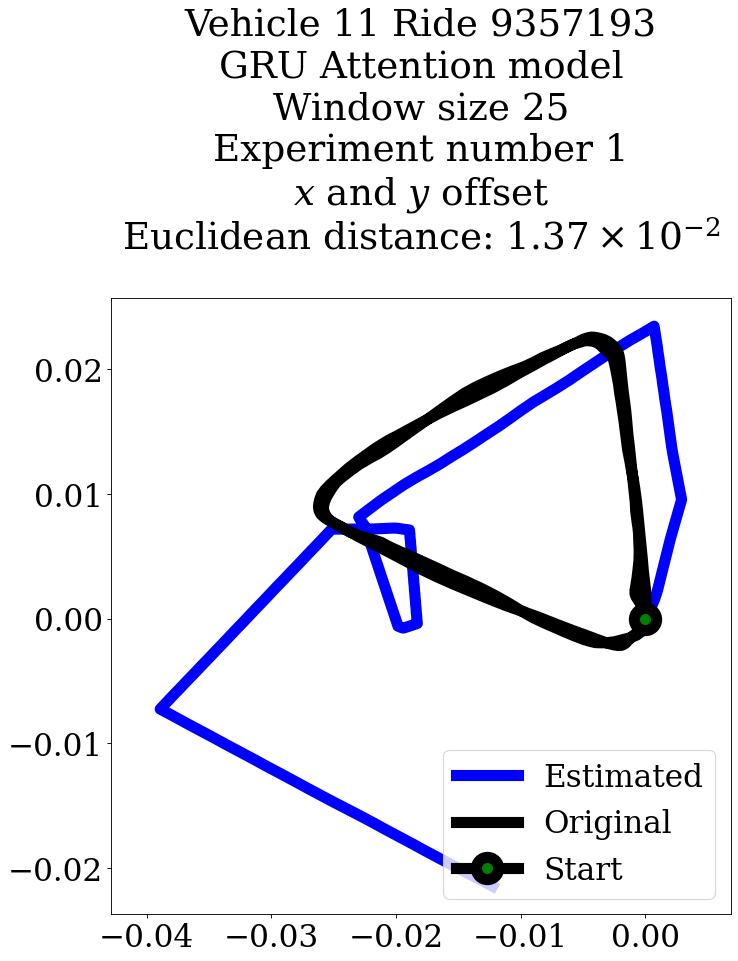 Vehicle 11 Ride 9357193
GRU Attention model
Window size 25
Experiment number 1
x and y offset
Euclidean distance: 1.37 × 10⁻²
0.02
0.01
0.00
−0.01
−0.02
Estimated
Original
Start
−0.04 −0.03 −0.02 −0.01 0.00